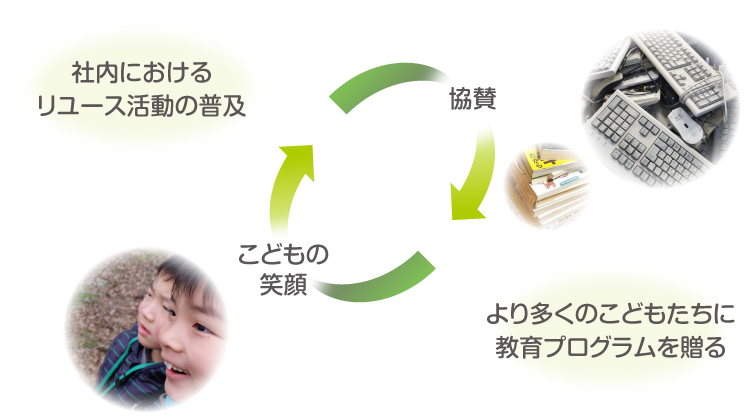 社内における
リユース活動の普及
協賛
こどもの
笑顔
より多くのこどもたちに
教育プログラムを贈る